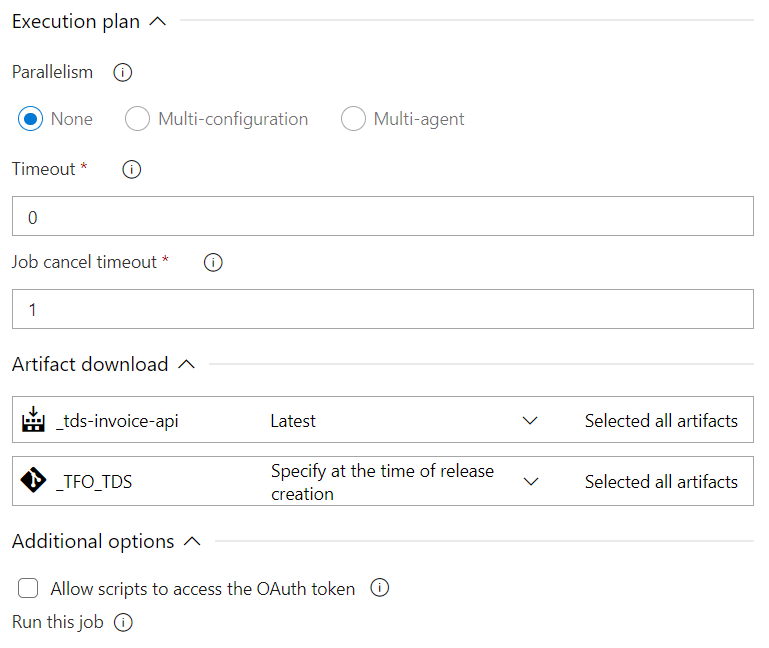 Execution plan
Parallelism
None Multi-configuration Multi-agent
Timeout *
0
Job cancel timeout *
1
Artifact download
_tds-invoice-api Latest Selected all artifacts
_TFO_TDS Specify at the time of release creation Selected all artifacts
Additional options
Allow scripts to access the OAuth token
Run this job